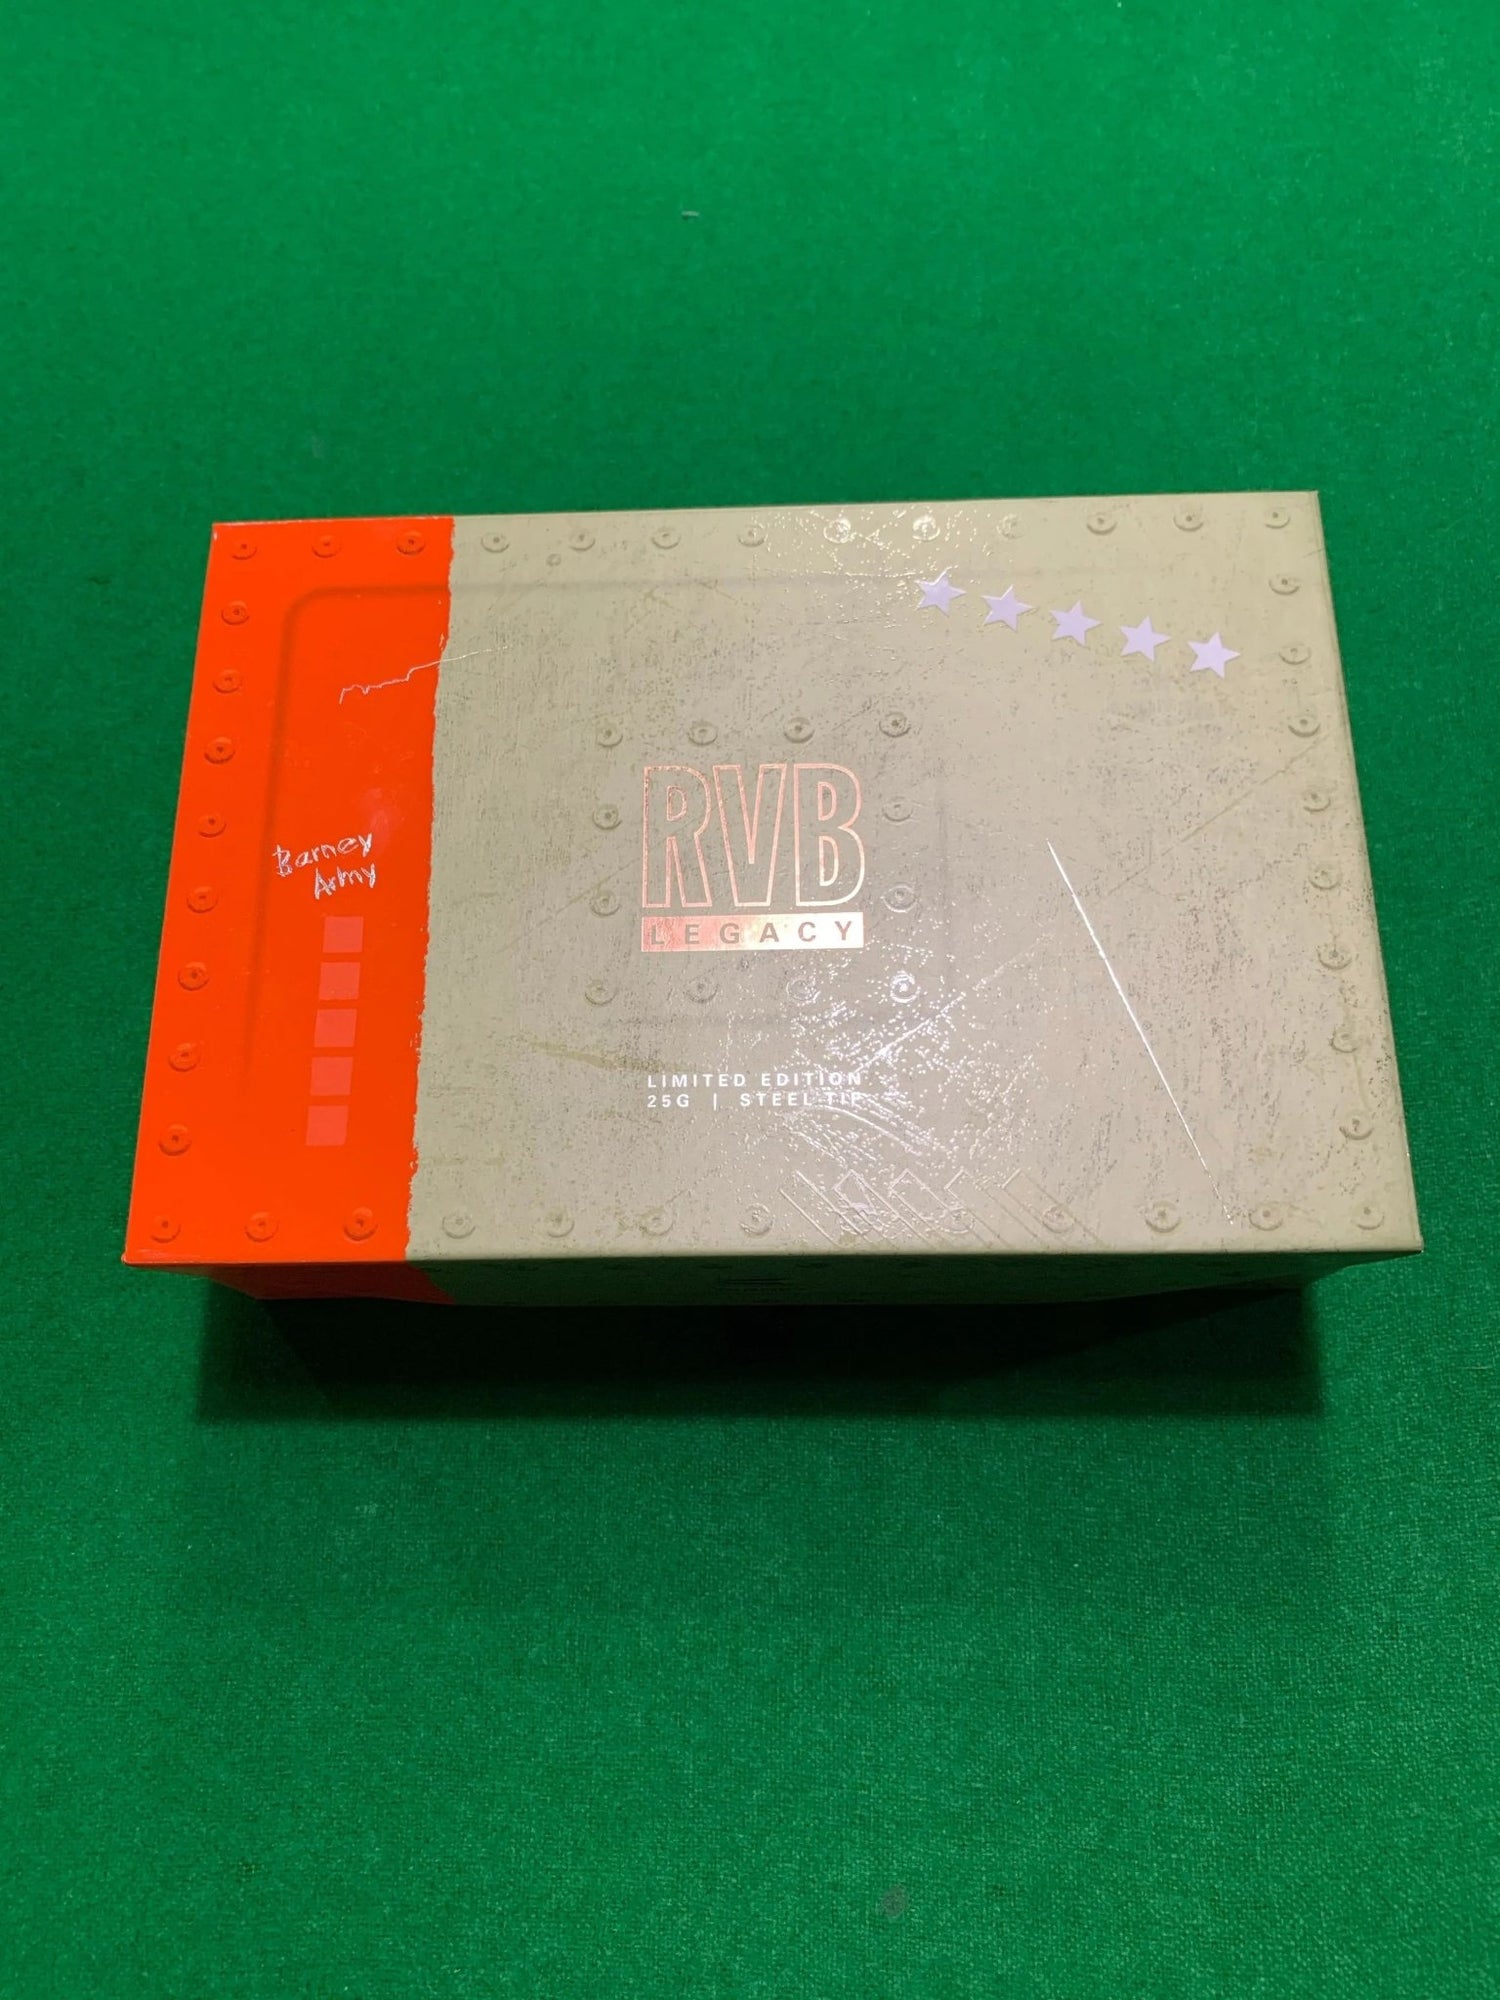 Barney
Army
RVB
LEGACY
LIMITED EDITION
25G | STEEL TIP